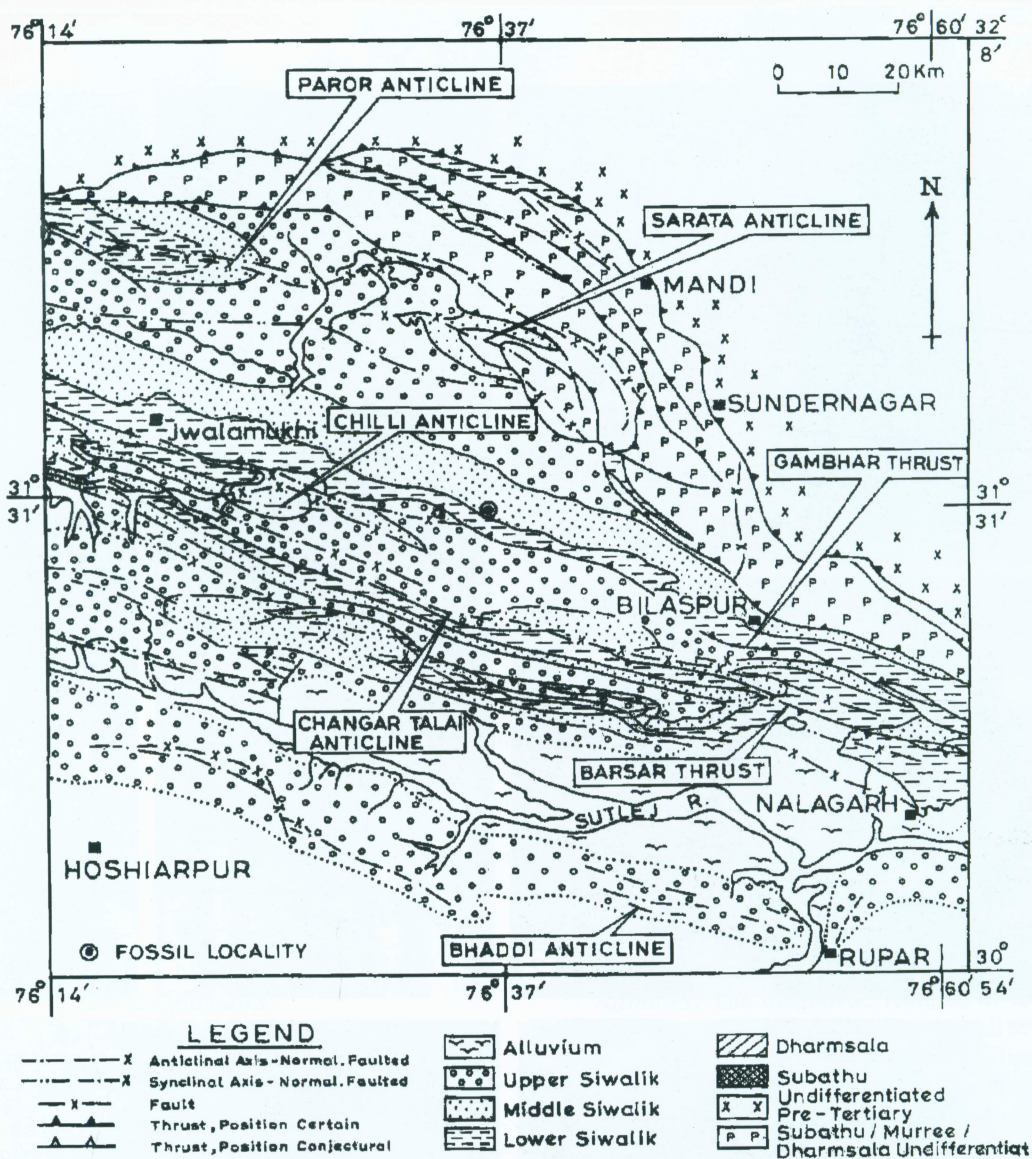 76° 14′
76° 37′
76° 60′ 32°
8′
0 10 20 Km
PAROR ANTICLINE
N
SARATA ANTICLINE
MANDI
SUNDERNAGAR
Jwalamukhi
CHILLI ANTICLINE
GAMBHAR THRUST
31°
31′
31°
31′
BILASPUR
CHANGAR TALAI
ANTICLINE
BARSAR THRUST
NALAGARH
SUTLEJ R.
HOSHIARPUR
BHADDI ANTICLINE
FOSSIL LOCALITY
RUPAR
30°
76° 14′
76° 37′
76° 60′ 54′
LEGEND
Anticlinal Axis-Normal.Faulted
Synclinal Axis-Normal.Faulted
Fault
Thrust, Position Certain
Thrust, Position Conjectural
Alluvium
Upper Siwalik
Middle Siwalik
Lower Siwalik
Dharmsala
Subathu
Undifferentiated
Pre-Tertiary
Subathu / Murree /
Dharmsala Undifferentiat